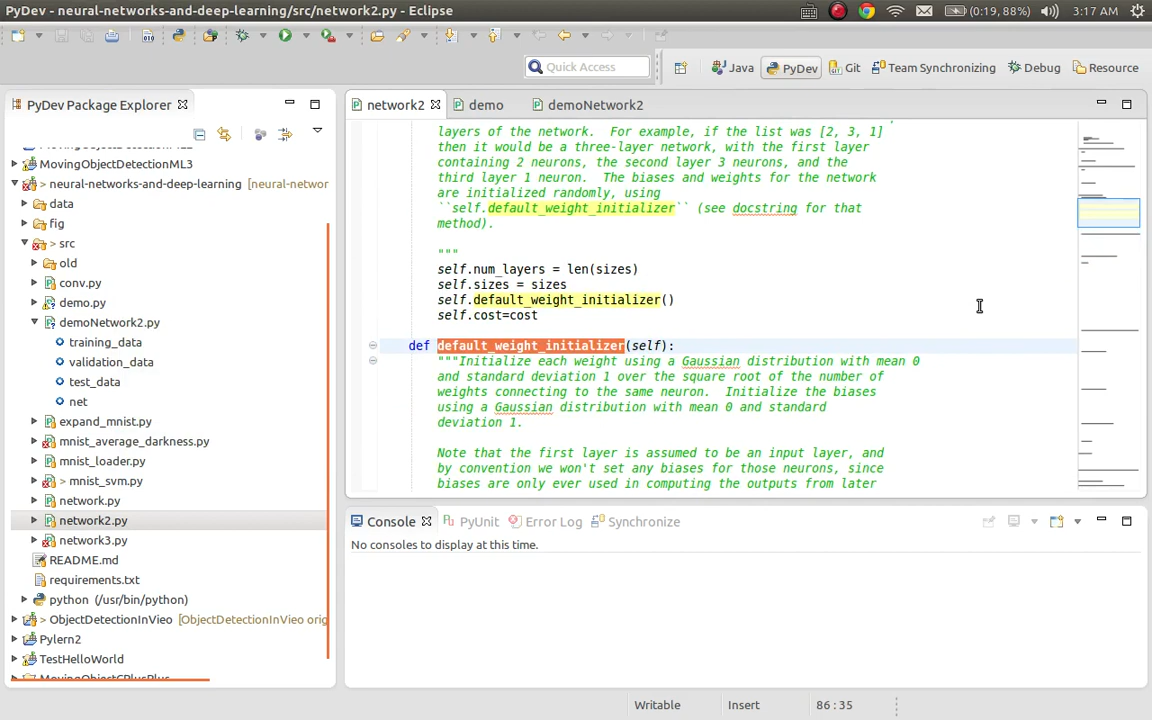 PyDev - neural-networks-and-deep-learning/src/network2.py - Eclipse
(0:19, 88%) 3:17 AM
Quick Access
Java PyDev Git Team Synchronizing Debug Resource
PyDev Package Explorer
MovingObjectDetectionML3
> neural-networks-and-deep-learning [neural-networ
data
fig
> src
old
conv.py
demo.py
demoNetwork2.py
training_data
validation_data
test_data
net
expand_mnist.py
mnist_average_darkness.py
mnist_loader.py
> mnist_svm.py
network.py
network2.py
network3.py
README.md
requirements.txt
python (/usr/bin/python)
> ObjectDetectionInVieo [ObjectDetectionInVieo orig
Pylern2
TestHelloWorld
MovingObjectCPlusPlus
network2 demo demoNetwork2
layers of the network. For example, if the list was [2, 3, 1]
then it would be a three-layer network, with the first layer
containing 2 neurons, the second layer 3 neurons, and the
third layer 1 neuron. The biases and weights for the network
are initialized randomly, using
``self.default_weight_initializer`` (see docstring for that
method).
"""
self.num_layers = len(sizes)
self.sizes = sizes
self.default_weight_initializer()
self.cost=cost
def default_weight_initializer(self):
"""Initialize each weight using a Gaussian distribution with mean 0
and standard deviation 1 over the square root of the number of
weights connecting to the same neuron. Initialize the biases
using a Gaussian distribution with mean 0 and standard
deviation 1.
Note that the first layer is assumed to be an input layer, and
by convention we won't set any biases for those neurons, since
biases are only ever used in computing the outputs from later
Console PyUnit Error Log Synchronize
No consoles to display at this time.
Writable Insert 86 : 35